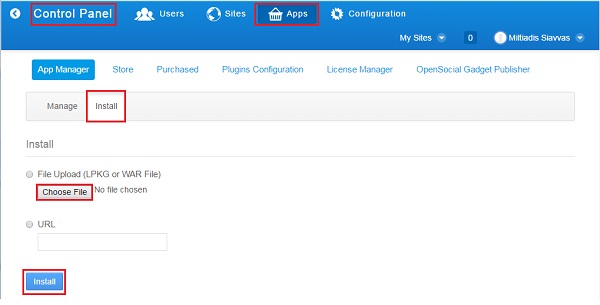 Control Panel Users Sites Apps Configuration
My Sites 0 Miltiadis Siavvas
App Manager Store Purchased Plugins Configuration License Manager OpenSocial Gadget Publisher
Manage Install
Install
File Upload (LPKG or WAR File)
Choose File No file chosen
URL
Install